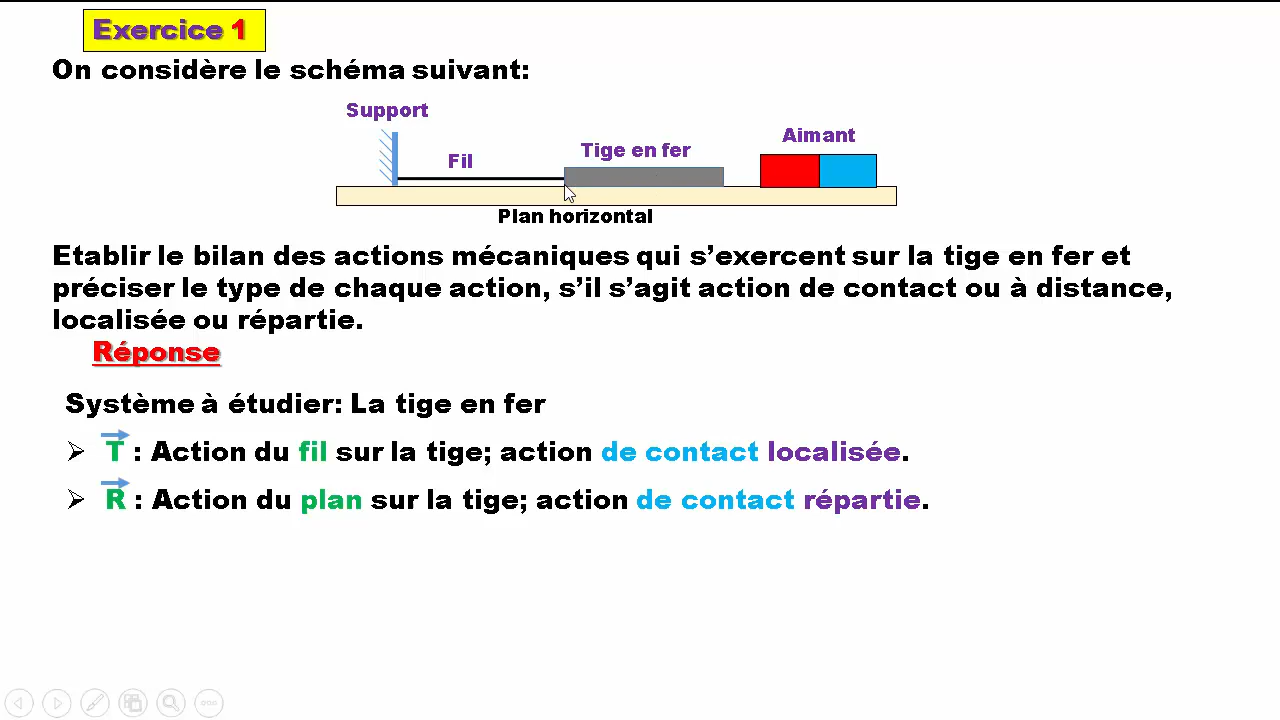 Exercice 1
On considère le schéma suivant:
Support
Aimant
Fil
Tige en fer
Plan horizontal
Etablir le bilan des actions mécaniques qui s’exercent sur la tige en fer et
préciser le type de chaque action, s’il s’agit action de contact ou à distance,
localisée ou répartie.
Réponse
Système à étudier: La tige en fer
➢ T : Action du fil sur la tige; action de contact localisée.
➢ R : Action du plan sur la tige; action de contact répartie.